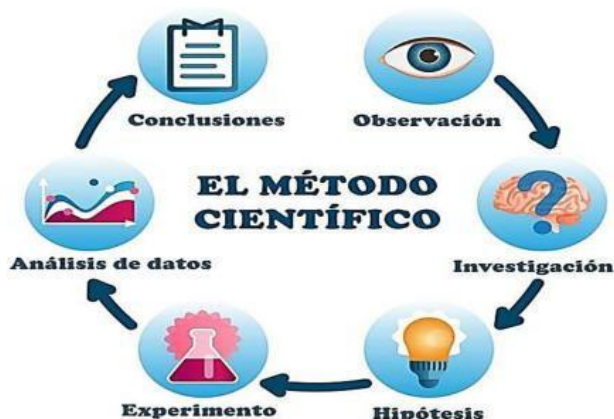 Conclusiones
Observación
EL MÉTODO
CIENTÍFICO
Análisis de datos
Investigación
Experimento
Hipótesis